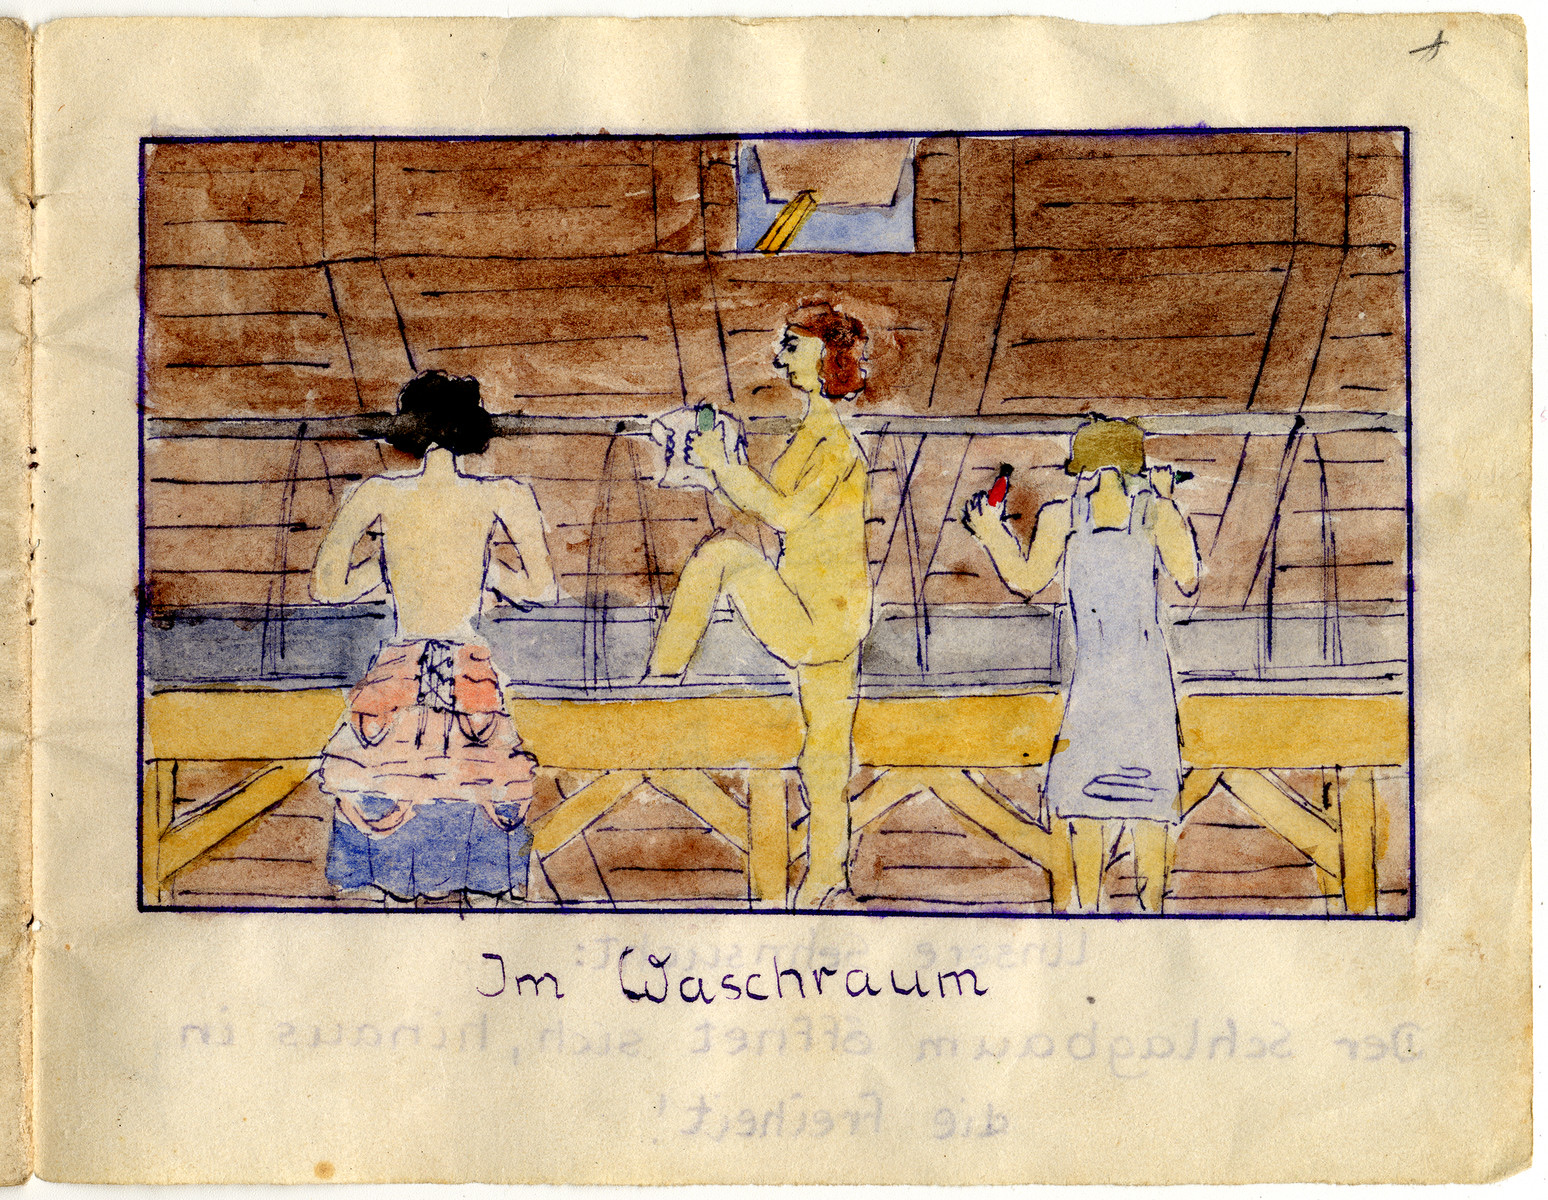 Im Waschraum
Unsere Sehnsucht:
Der Schlagbaum öffnet sich, hinaus in
die Freiheit!